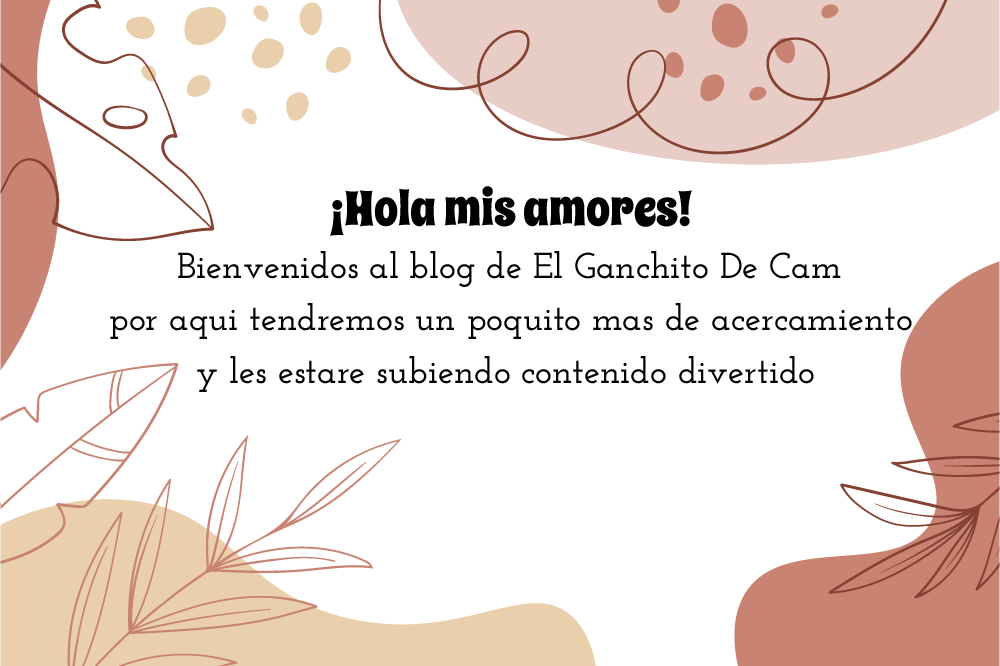 ¡Hola mis amores!
Bienvenidos al blog de El Ganchito De Cam
por aqui tendremos un poquito mas de acercamiento
y les estare subiendo contenido divertido